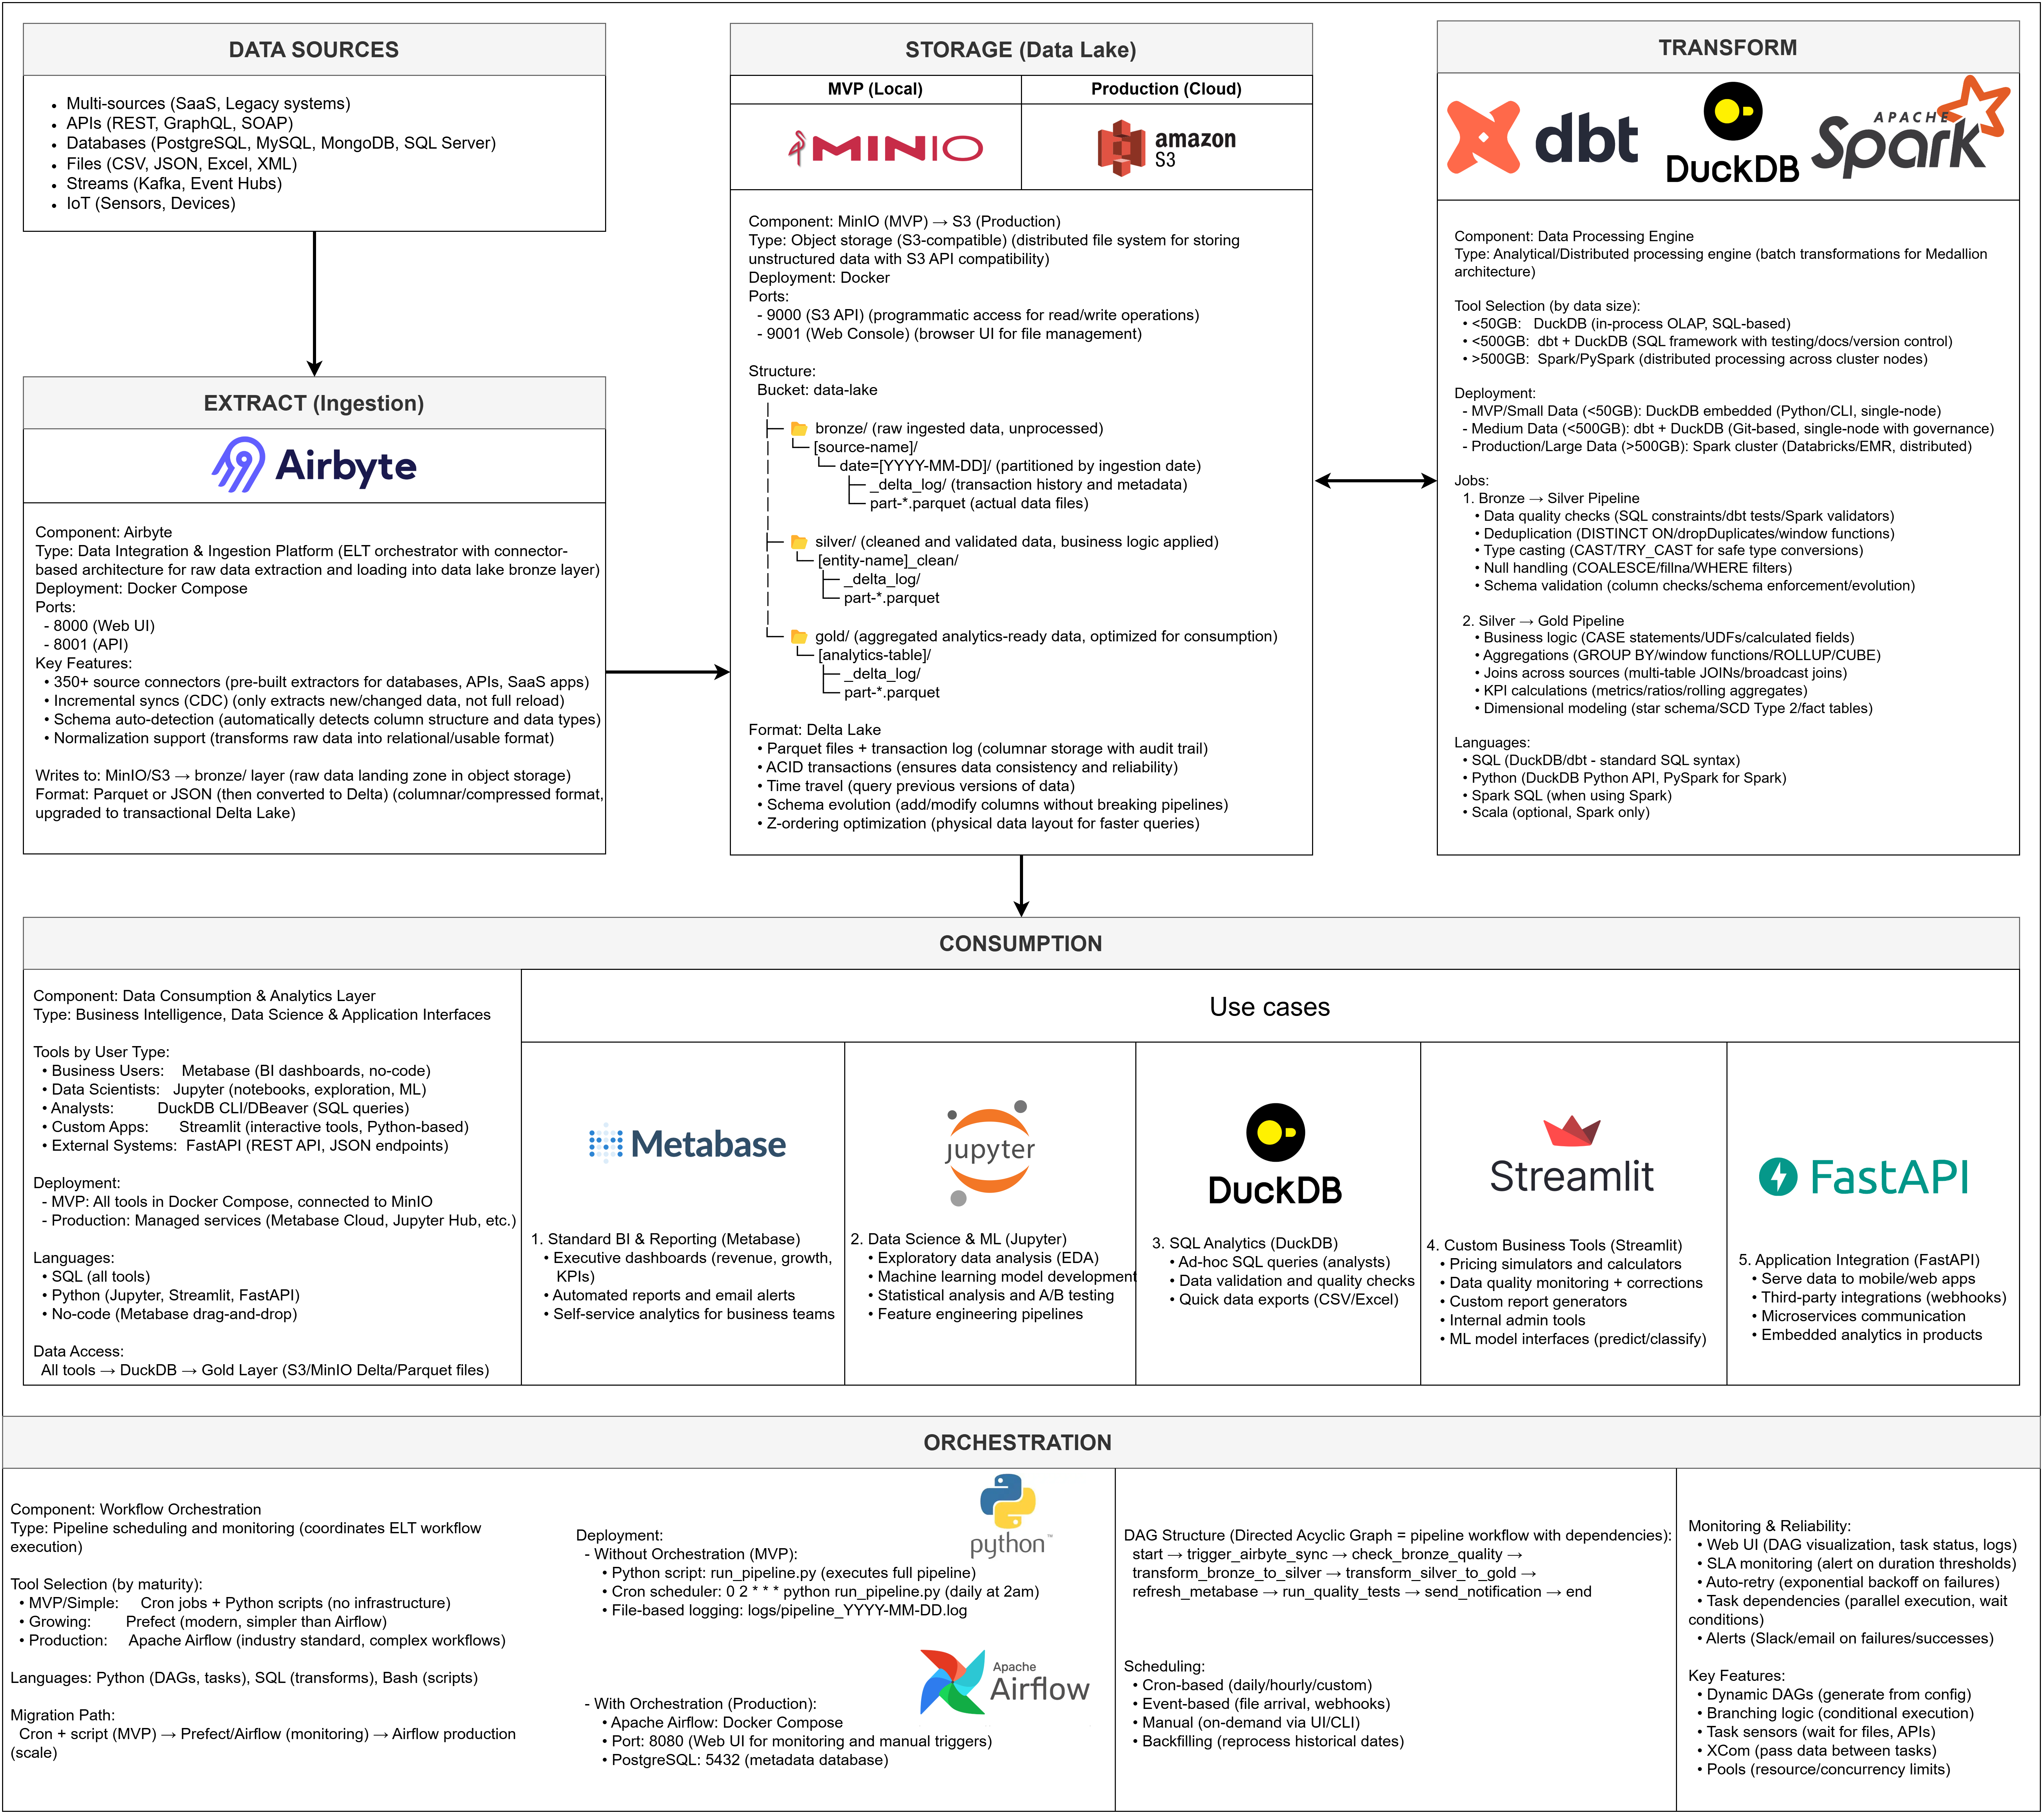 DATA SOURCES
• Multi-sources (SaaS, Legacy systems)
• APIs (REST, GraphQL, SOAP)
• Databases (PostgreSQL, MySQL, MongoDB, SQL Server)
• Files (CSV, JSON, Excel, XML)
• Streams (Kafka, Event Hubs)
• IoT (Sensors, Devices)
EXTRACT (Ingestion)
Airbyte
Component: Airbyte
Type: Data Integration & Ingestion Platform (ELT orchestrator with connector-
based architecture for raw data extraction and loading into data lake bronze layer)
Deployment: Docker Compose
Ports:
- 8000 (Web UI)
- 8001 (API)
Key Features:
• 350+ source connectors (pre-built extractors for databases, APIs, SaaS apps)
• Incremental syncs (CDC) (only extracts new/changed data, not full reload)
• Schema auto-detection (automatically detects column structure and data types)
• Normalization support (transforms raw data into relational/usable format)
Writes to: MinIO/S3 → bronze/ layer (raw data landing zone in object storage)
Format: Parquet or JSON (then converted to Delta) (columnar/compressed format,
upgraded to transactional Delta Lake)
STORAGE (Data Lake)
MVP (Local)
Production (Cloud)
MINIO
amazon
S3
Component: MinIO (MVP) → S3 (Production)
Type: Object storage (S3-compatible) (distributed file system for storing
unstructured data with S3 API compatibility)
Deployment: Docker
Ports:
- 9000 (S3 API) (programmatic access for read/write operations)
- 9001 (Web Console) (browser UI for file management)
Structure:
Bucket: data-lake
│
├─ 📂 bronze/ (raw ingested data, unprocessed)
│ └─ [source-name]/
│ └─ date=[YYYY-MM-DD]/ (partitioned by ingestion date)
│ ├─ _delta_log/ (transaction history and metadata)
│ └─ part-*.parquet (actual data files)
│
├─ 📂 silver/ (cleaned and validated data, business logic applied)
│ └─ [entity-name]_clean/
│ ├─ _delta_log/
│ └─ part-*.parquet
│
└─ 📂 gold/ (aggregated analytics-ready data, optimized for consumption)
└─ [analytics-table]/
├─ _delta_log/
└─ part-*.parquet
Format: Delta Lake
• Parquet files + transaction log (columnar storage with audit trail)
• ACID transactions (ensures data consistency and reliability)
• Time travel (query previous versions of data)
• Schema evolution (add/modify columns without breaking pipelines)
• Z-ordering optimization (physical data layout for faster queries)
TRANSFORM
dbt
DuckDB
APACHE
Spark
Component: Data Processing Engine
Type: Analytical/Distributed processing engine (batch transformations for Medallion
architecture)
Tool Selection (by data size):
• <50GB: DuckDB (in-process OLAP, SQL-based)
• <500GB: dbt + DuckDB (SQL framework with testing/docs/version control)
• >500GB: Spark/PySpark (distributed processing across cluster nodes)
Deployment:
- MVP/Small Data (<50GB): DuckDB embedded (Python/CLI, single-node)
- Medium Data (<500GB): dbt + DuckDB (Git-based, single-node with governance)
- Production/Large Data (>500GB): Spark cluster (Databricks/EMR, distributed)
Jobs:
1. Bronze → Silver Pipeline
• Data quality checks (SQL constraints/dbt tests/Spark validators)
• Deduplication (DISTINCT ON/dropDuplicates/window functions)
• Type casting (CAST/TRY_CAST for safe type conversions)
• Null handling (COALESCE/fillna/WHERE filters)
• Schema validation (column checks/schema enforcement/evolution)
2. Silver → Gold Pipeline
• Business logic (CASE statements/UDFs/calculated fields)
• Aggregations (GROUP BY/window functions/ROLLUP/CUBE)
• Joins across sources (multi-table JOINs/broadcast joins)
• KPI calculations (metrics/ratios/rolling aggregates)
• Dimensional modeling (star schema/SCD Type 2/fact tables)
Languages:
• SQL (DuckDB/dbt - standard SQL syntax)
• Python (DuckDB Python API, PySpark for Spark)
• Spark SQL (when using Spark)
• Scala (optional, Spark only)
CONSUMPTION
Component: Data Consumption & Analytics Layer
Type: Business Intelligence, Data Science & Application Interfaces
Tools by User Type:
• Business Users: Metabase (BI dashboards, no-code)
• Data Scientists: Jupyter (notebooks, exploration, ML)
• Analysts: DuckDB CLI/DBeaver (SQL queries)
• Custom Apps: Streamlit (interactive tools, Python-based)
• External Systems: FastAPI (REST API, JSON endpoints)
Deployment:
- MVP: All tools in Docker Compose, connected to MinIO
- Production: Managed services (Metabase Cloud, Jupyter Hub, etc.)
Languages:
• SQL (all tools)
• Python (Jupyter, Streamlit, FastAPI)
• No-code (Metabase drag-and-drop)
Data Access:
All tools → DuckDB → Gold Layer (S3/MinIO Delta/Parquet files)
Use cases
Metabase
1. Standard BI & Reporting (Metabase)
• Executive dashboards (revenue, growth,
KPIs)
• Automated reports and email alerts
• Self-service analytics for business teams
jupyter
2. Data Science & ML (Jupyter)
• Exploratory data analysis (EDA)
• Machine learning model development
• Statistical analysis and A/B testing
• Feature engineering pipelines
DuckDB
3. SQL Analytics (DuckDB)
• Ad-hoc SQL queries (analysts)
• Data validation and quality checks
• Quick data exports (CSV/Excel)
Streamlit
4. Custom Business Tools (Streamlit)
• Pricing simulators and calculators
• Data quality monitoring + corrections
• Custom report generators
• Internal admin tools
• ML model interfaces (predict/classify)
FastAPI
5. Application Integration (FastAPI)
• Serve data to mobile/web apps
• Third-party integrations (webhooks)
• Microservices communication
• Embedded analytics in products
ORCHESTRATION
Component: Workflow Orchestration
Type: Pipeline scheduling and monitoring (coordinates ELT workflow
execution)
Tool Selection (by maturity):
• MVP/Simple: Cron jobs + Python scripts (no infrastructure)
• Growing: Prefect (modern, simpler than Airflow)
• Production: Apache Airflow (industry standard, complex workflows)
Languages: Python (DAGs, tasks), SQL (transforms), Bash (scripts)
Migration Path:
Cron + script (MVP) → Prefect/Airflow (monitoring) → Airflow production
(scale)
python™
Deployment:
- Without Orchestration (MVP):
• Python script: run_pipeline.py (executes full pipeline)
• Cron scheduler: 0 2 * * * python run_pipeline.py (daily at 2am)
• File-based logging: logs/pipeline_YYYY-MM-DD.log
Apache
Airflow
- With Orchestration (Production):
• Apache Airflow: Docker Compose
• Port: 8080 (Web UI for monitoring and manual triggers)
• PostgreSQL: 5432 (metadata database)
DAG Structure (Directed Acyclic Graph = pipeline workflow with dependencies):
start → trigger_airbyte_sync → check_bronze_quality →
transform_bronze_to_silver → transform_silver_to_gold →
refresh_metabase → run_quality_tests → send_notification → end
Scheduling:
• Cron-based (daily/hourly/custom)
• Event-based (file arrival, webhooks)
• Manual (on-demand via UI/CLI)
• Backfilling (reprocess historical dates)
Monitoring & Reliability:
• Web UI (DAG visualization, task status, logs)
• SLA monitoring (alert on duration thresholds)
• Auto-retry (exponential backoff on failures)
• Task dependencies (parallel execution, wait
conditions)
• Alerts (Slack/email on failures/successes)
Key Features:
• Dynamic DAGs (generate from config)
• Branching logic (conditional execution)
• Task sensors (wait for files, APIs)
• XCom (pass data between tasks)
• Pools (resource/concurrency limits)